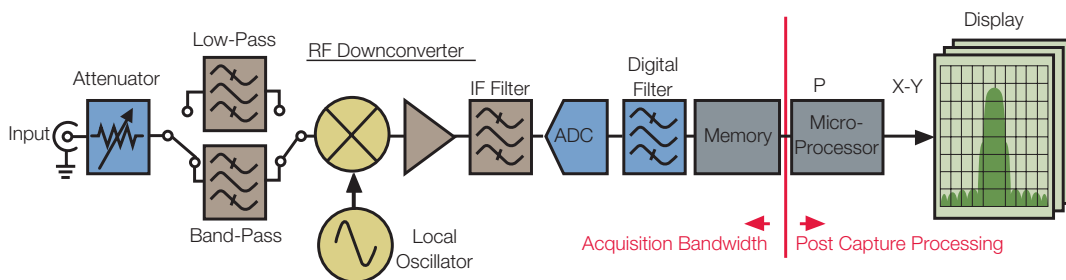 Display
Low-Pass
RF Downconverter
Attenuator
Digital
Filter
P
X-Y
IF Filter
Input
ADC
Memory
Micro-
Processor
Band-Pass
Local
Oscillator
Acquisition Bandwidth
Post Capture Processing